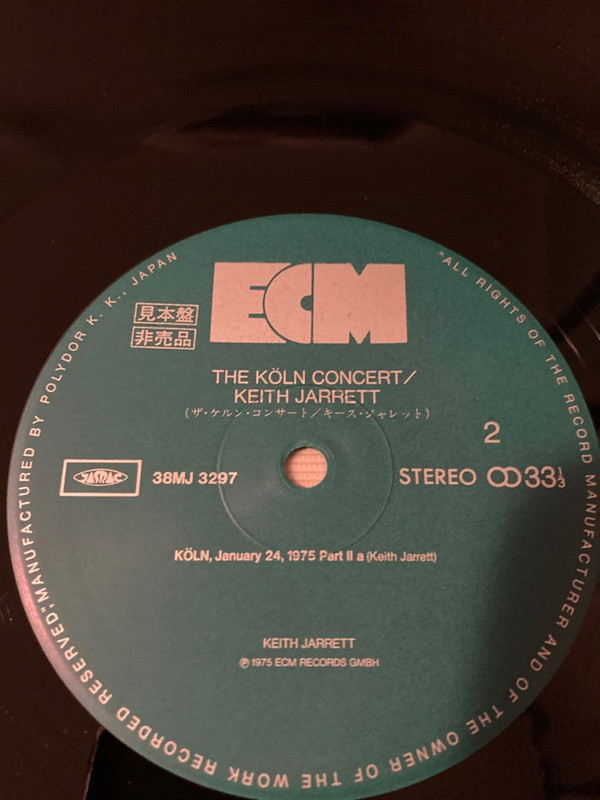 ECM
見本盤
非売品
THE KÖLN CONCERT/
KEITH JARRETT
(ザ・ケルン・コンサート/キース・ジャレット)
2
JASRAC
38MJ 3297
STEREO
33⅓
KÖLN, January 24, 1975 Part II a (Keith Jarrett)
KEITH JARRETT
℗ 1975 ECM RECORDS GMBH
"ALL RIGHTS OF THE RECORD MANUFACTURER AND OF THE OWNER OF THE WORK RECORDED RESERVED" MANUFACTURED BY POLYDOR K. K., JAPAN